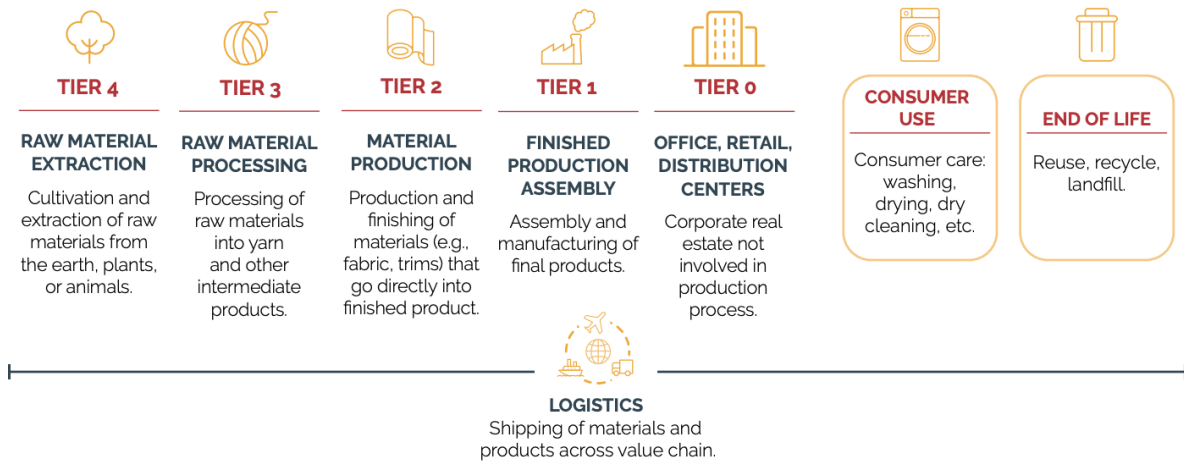 TIER 4
RAW MATERIAL
EXTRACTION
Cultivation and
extraction of raw
materials from
the earth, plants,
or animals.
TIER 3
RAW MATERIAL
PROCESSING
Processing of
raw materials
into yarn
and other
intermediate
products.
TIER 2
MATERIAL
PRODUCTION
Production and
finishing of
materials (e.g.,
fabric, trims) that
go directly into
finished product.
TIER 1
FINISHED
PRODUCTION
ASSEMBLY
Assembly and
manufacturing of
final products.
TIER 0
OFFICE, RETAIL,
DISTRIBUTION
CENTERS
Corporate real
estate not
involved in
production
process.
CONSUMER
USE
Consumer care:
washing,
drying, dry
cleaning, etc.
END OF LIFE
Reuse, recycle,
landfill.
LOGISTICS
Shipping of materials and
products across value chain.